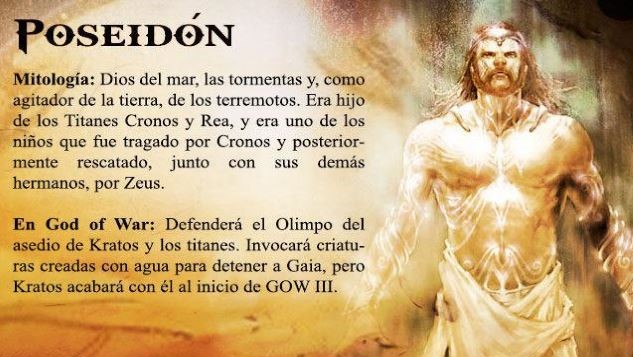 POSEIDÓN
Mitología: Dios del mar, las tormentas y, como
agitador de la tierra, de los terremotos. Era hijo
de los Titanes Cronos y Rea, y era uno de los
niños que fue tragado por Cronos y posterior-
mente rescatado, junto con sus demás
hermanos, por Zeus.
En God of War: Defenderá el Olimpo del
asedio de Kratos y los titanes. Invocará criatu-
ras creadas con agua para detener a Gaia, pero
Kratos acabará con él al inicio de GOW III.